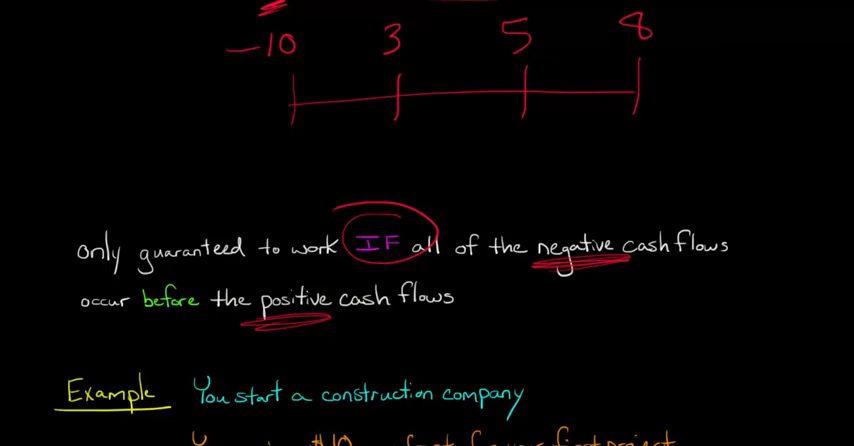 -10 3 5 8
only guaranteed to work IF all of the negative cash flows
occur before the positive cash flows
Example You start a construction company